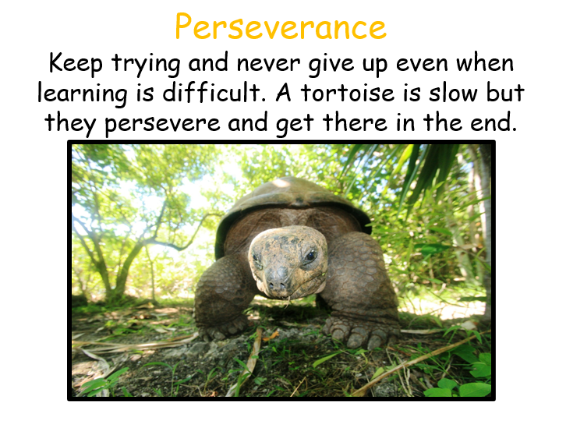 Perseverance
Keep trying and never give up even when
learning is difficult. A tortoise is slow but
they persevere and get there in the end.